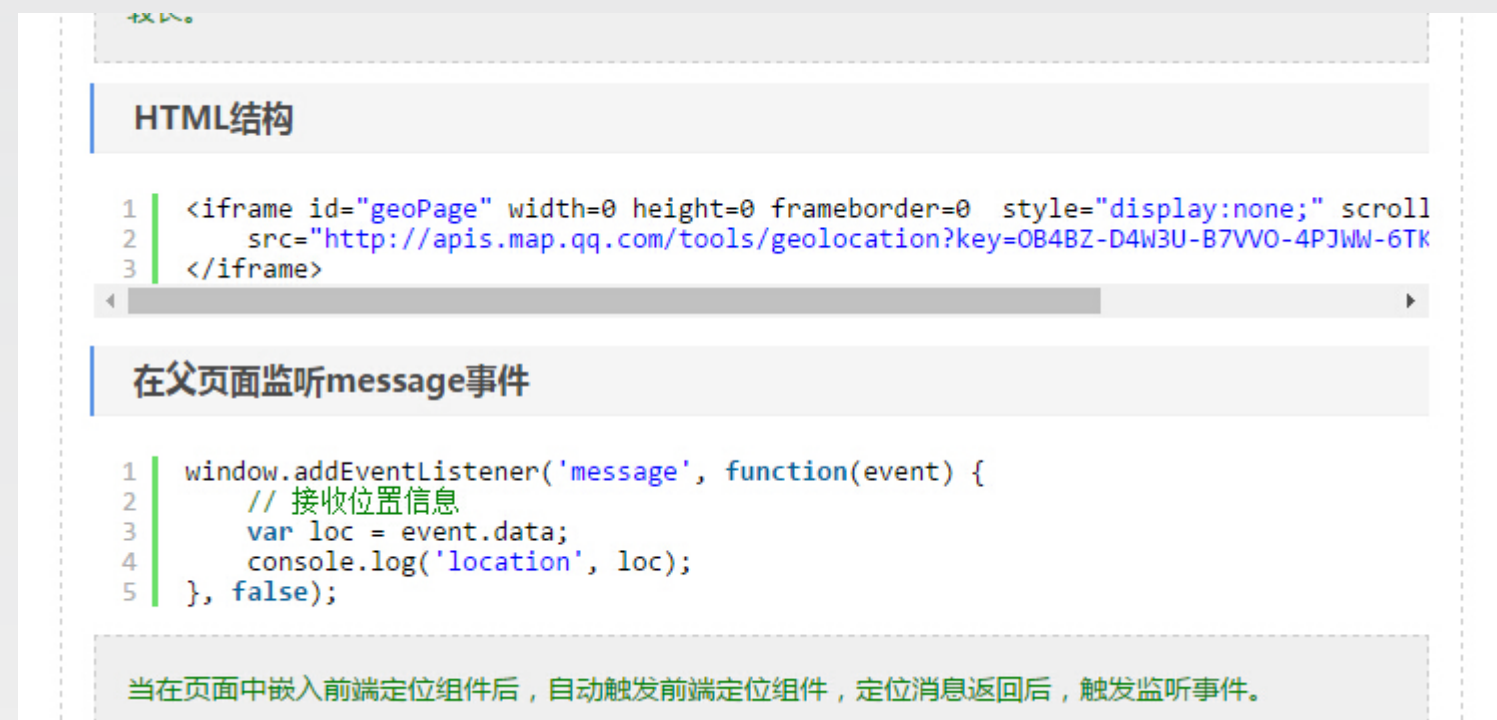 较长。
HTML结构
1 <iframe id="geoPage" width=0 height=0 frameborder=0  style="display:none;" scroll
2     src="http://apis.map.qq.com/tools/geolocation?key=OB4BZ-D4W3U-B7VVO-4PJWW-6TK
3 </iframe>
在父页面监听message事件
1 window.addEventListener('message', function(event) {
2     // 接收位置信息
3     var loc = event.data;
4     console.log('location', loc);
5 }, false);
当在页面中嵌入前端定位组件后，自动触发前端定位组件，定位消息返回后，触发监听事件。